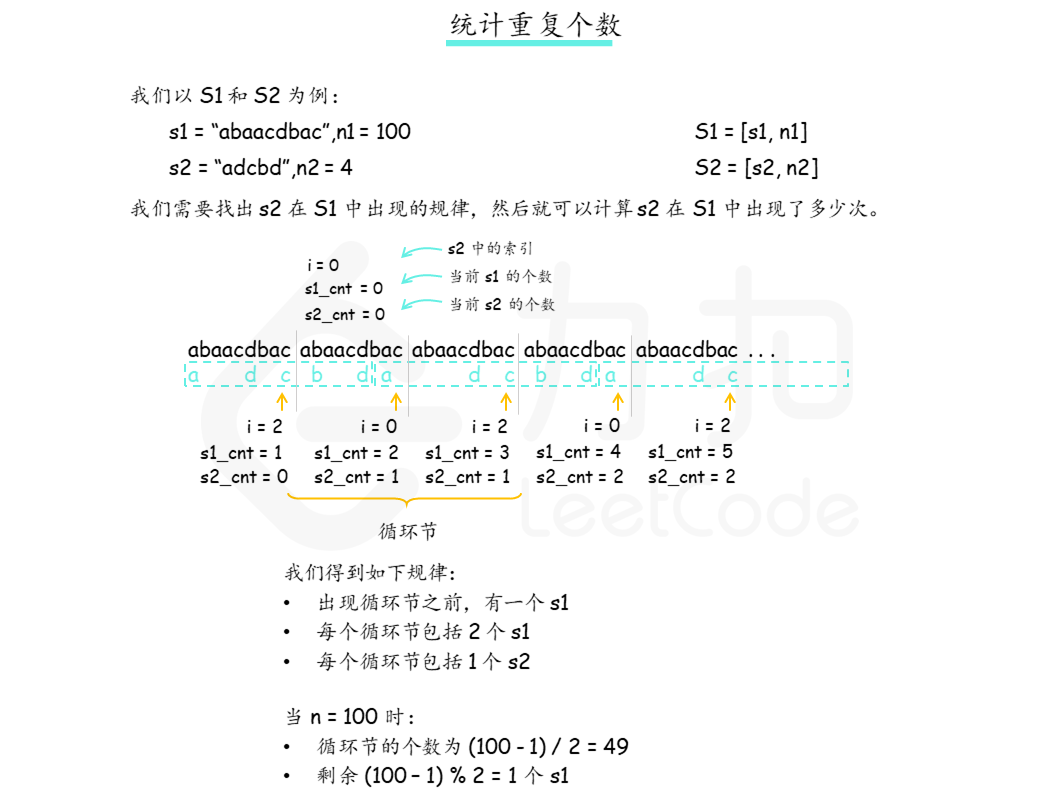 统计重复个数
我们以 S1 和 S2 为例：
s1 = “abaacdbac”,n1 = 100 S1 = [s1, n1]
s2 = “adcbd”,n2 = 4 S2 = [s2, n2]
我们需要找出 s2 在 S1 中出现的规律，然后就可以计算 s2 在 S1 中出现了多少次。
i = 0 s2 中的索引
s1_cnt = 0 当前 s1 的个数
s2_cnt = 0 当前 s2 的个数
abaacdbac abaacdbac abaacdbac abaacdbac abaacdbac ...
a d c b d a d c b d a d c
i = 2 i = 0 i = 2 i = 0 i = 2
s1_cnt = 1 s1_cnt = 2 s1_cnt = 3 s1_cnt = 4 s1_cnt = 5
s2_cnt = 0 s2_cnt = 1 s2_cnt = 1 s2_cnt = 2 s2_cnt = 2
循环节
力扣
LeetCode
我们得到如下规律：
• 出现循环节之前，有一个 s1
• 每个循环节包括 2 个 s1
• 每个循环节包括 1 个 s2
当 n = 100 时：
• 循环节的个数为 (100 - 1) / 2 = 49
• 剩余 (100 – 1) % 2 = 1 个 s1